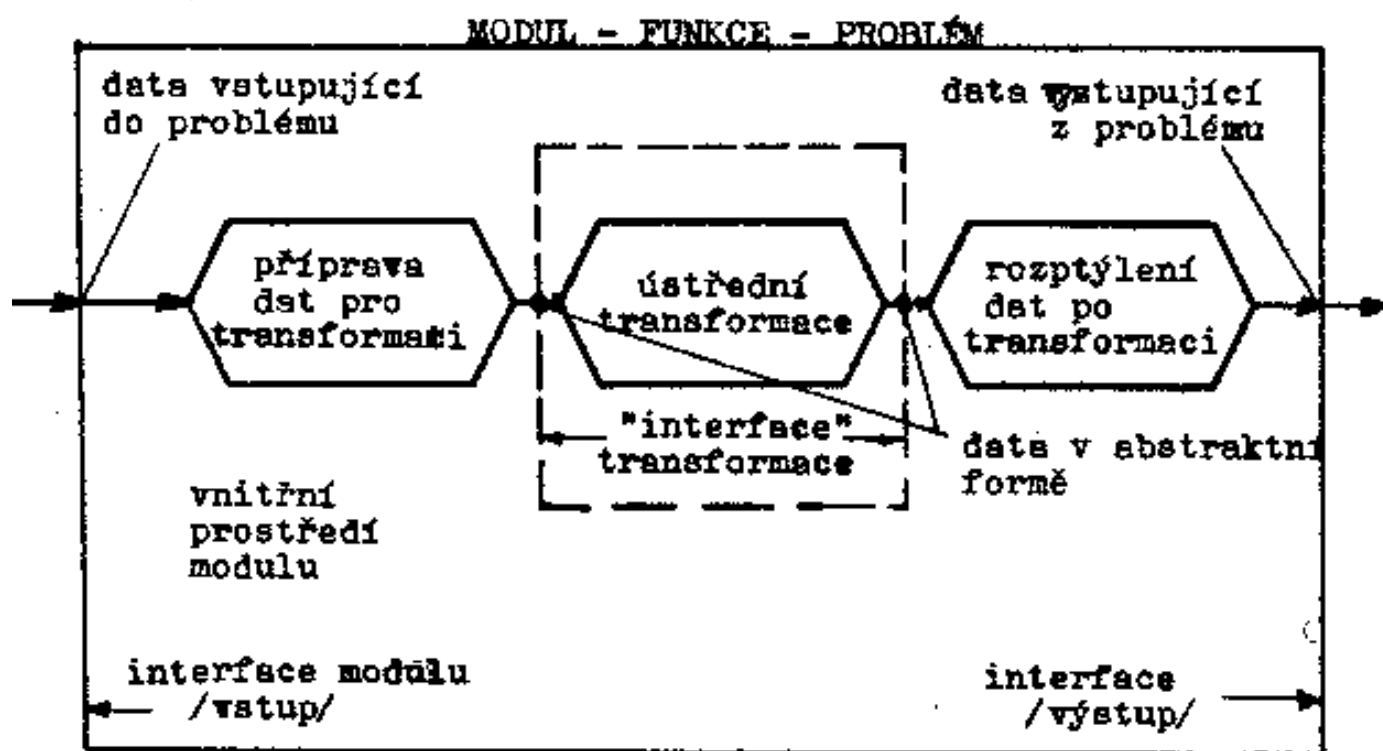 MODUL - FUNKCE - PROBLÉM
data vstupující
do problému
data vystupující
z problému
příprava
dat pro
transformaci
ústřední
transformace
rozptýlení
dat po
transformaci
"interface"
transformace
data v abstraktní
formě
vnitřní
prostředí
modulu
interface modulu
/vstup/
interface
/výstup/